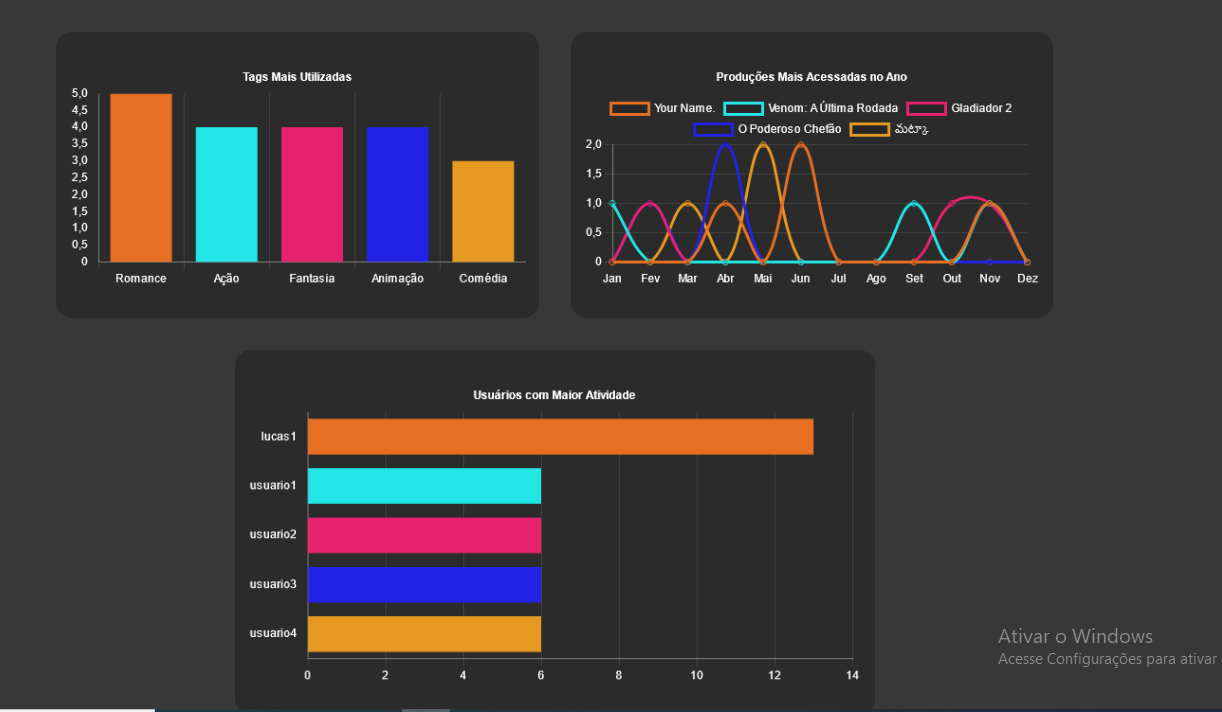 Tags Mais Utilizadas
5,0
4,5
4,0
3,5
3,0
2,5
2,0
1,5
1,0
0,5
0
Romance Ação Fantasia Animação Comédia
Produções Mais Acessadas no Ano
Your Name. Venom: A Última Rodada Gladiador 2
O Poderoso Chefão మట్కా
2,0
1,5
1,0
0,5
0
Jan Fev Mar Abr Mai Jun Jul Ago Set Out Nov Dez
Usuários com Maior Atividade
lucas1
usuario1
usuario2
usuario3
usuario4
0 2 4 6 8 10 12 14
Ativar o Windows
Acesse Configurações para ativar